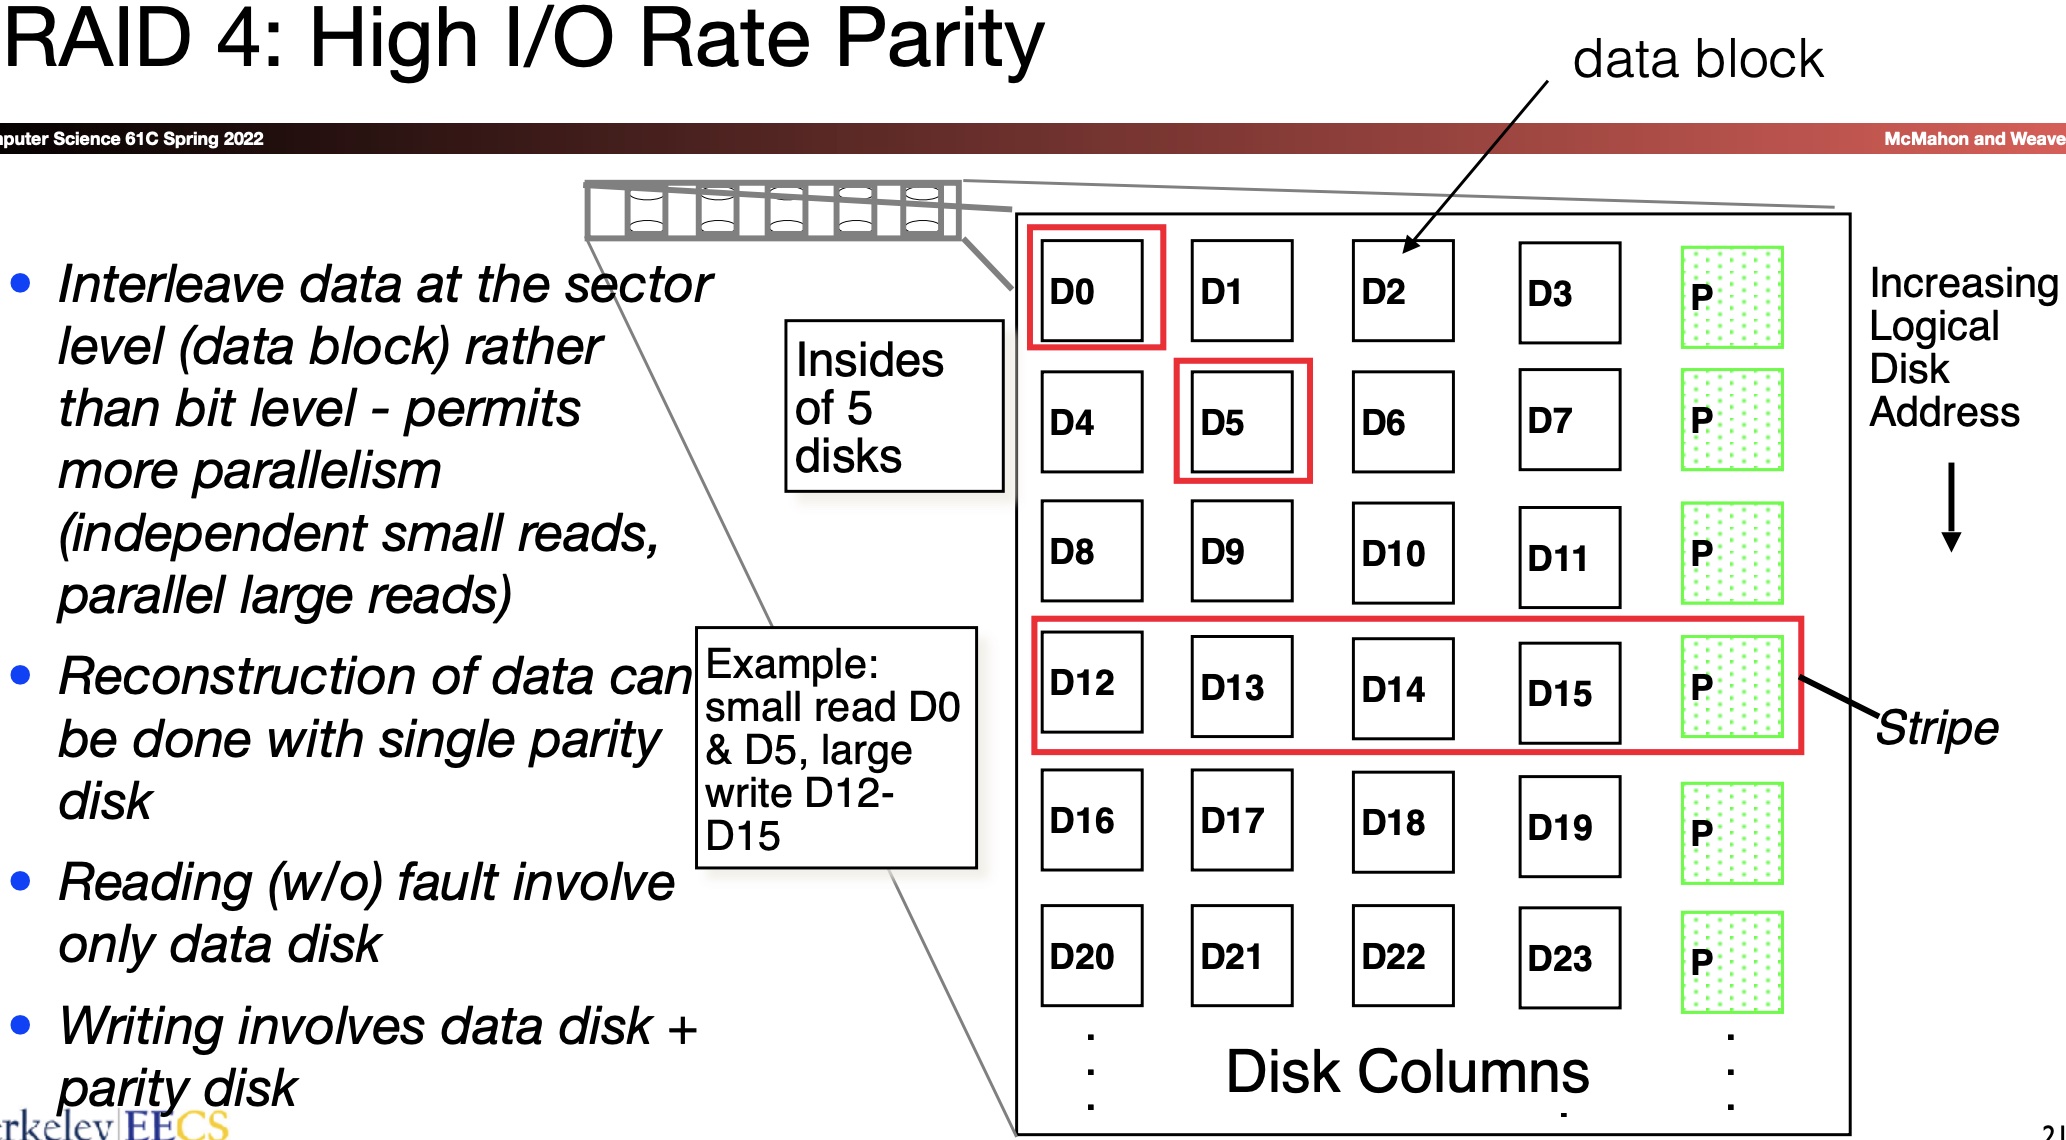 RAID 4: High I/O Rate Parity
data block
mputer Science 61C Spring 2022
McMahon and Weave
• Interleave data at the sector
level (data block) rather
than bit level - permits
more parallelism
(independent small reads,
parallel large reads)
• Reconstruction of data can
be done with single parity
disk
• Reading (w/o) fault involve
only data disk
• Writing involves data disk +
parity disk
Insides
of 5
disks
Example:
small read D0
& D5, large
write D12-
D15
D0 D1 D2 D3 P
D4 D5 D6 D7 P
D8 D9 D10 D11 P
D12 D13 D14 D15 P
D16 D17 D18 D19 P
D20 D21 D22 D23 P
Disk Columns
Increasing
Logical
Disk
Address
Stripe
erkeley EECS
21